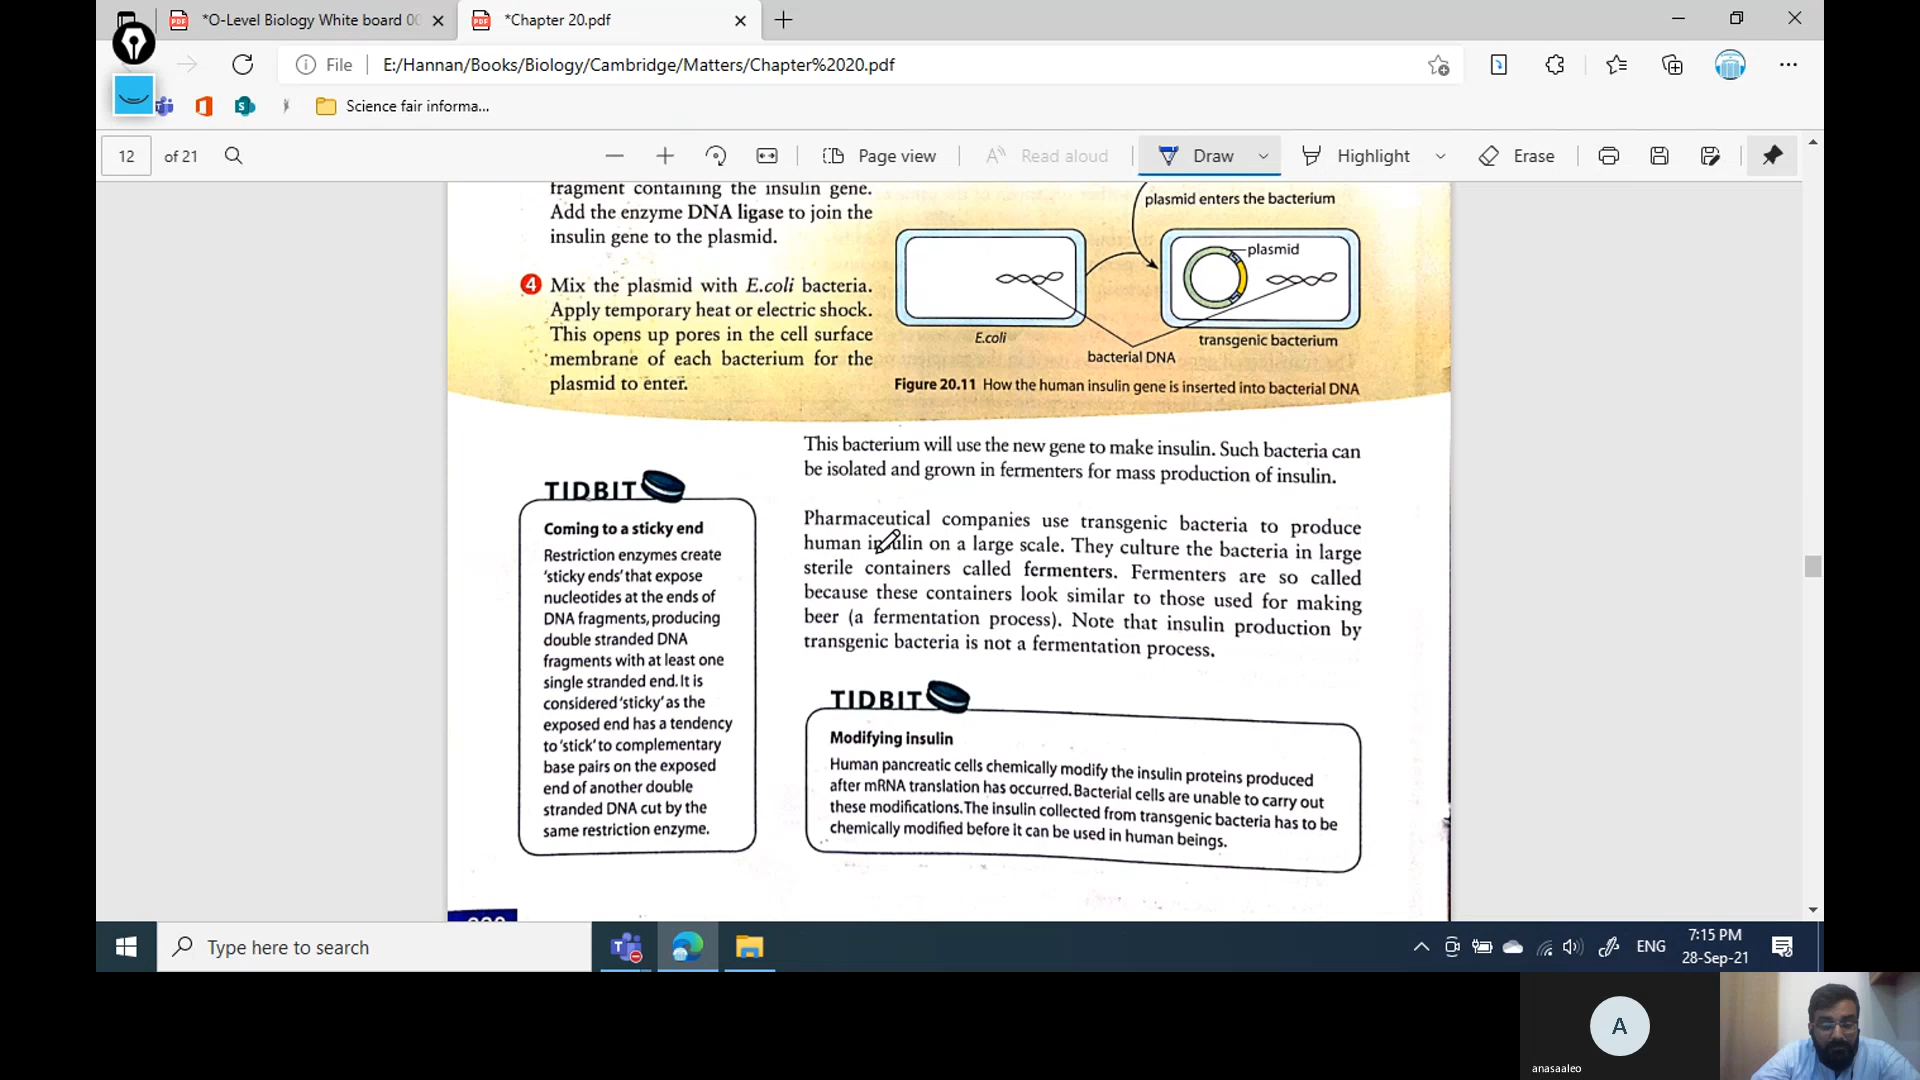 *O-Level Biology White board 00
*Chapter 20.pdf
File
E:/Hannan/Books/Biology/Cambridge/Matters/Chapter%2020.pdf
Science fair informa...
12 of 21
Page view
Read aloud
Draw
Highlight
Erase
fragment containing the insulin gene.
Add the enzyme DNA ligase to join the
insulin gene to the plasmid.
4 Mix the plasmid with E.coli bacteria.
Apply temporary heat or electric shock.
This opens up pores in the cell surface
membrane of each bacterium for the
plasmid to enter.
plasmid enters the bacterium
plasmid
E.coli
transgenic bacterium
bacterial DNA
Figure 20.11 How the human insulin gene is inserted into bacterial DNA
This bacterium will use the new gene to make insulin. Such bacteria can
be isolated and grown in fermenters for mass production of insulin.
Pharmaceutical companies use transgenic bacteria to produce
human insulin on a large scale. They culture the bacteria in large
sterile containers called fermenters. Fermenters are so called
because these containers look similar to those used for making
beer (a fermentation process). Note that insulin production by
transgenic bacteria is not a fermentation process.
TIDBIT
Coming to a sticky end
Restriction enzymes create
'sticky ends' that expose
nucleotides at the ends of
DNA fragments, producing
double stranded DNA
fragments with at least one
single stranded end. It is
considered 'sticky' as the
exposed end has a tendency
to 'stick' to complementary
base pairs on the exposed
end of another double
stranded DNA cut by the
same restriction enzyme.
TIDBIT
Modifying insulin
Human pancreatic cells chemically modify the insulin proteins produced
after mRNA translation has occurred. Bacterial cells are unable to carry out
these modifications. The insulin collected from transgenic bacteria has to be
chemically modified before it can be used in human beings.
Type here to search
ENG
7:15 PM
28-Sep-21
A
anasaaleo